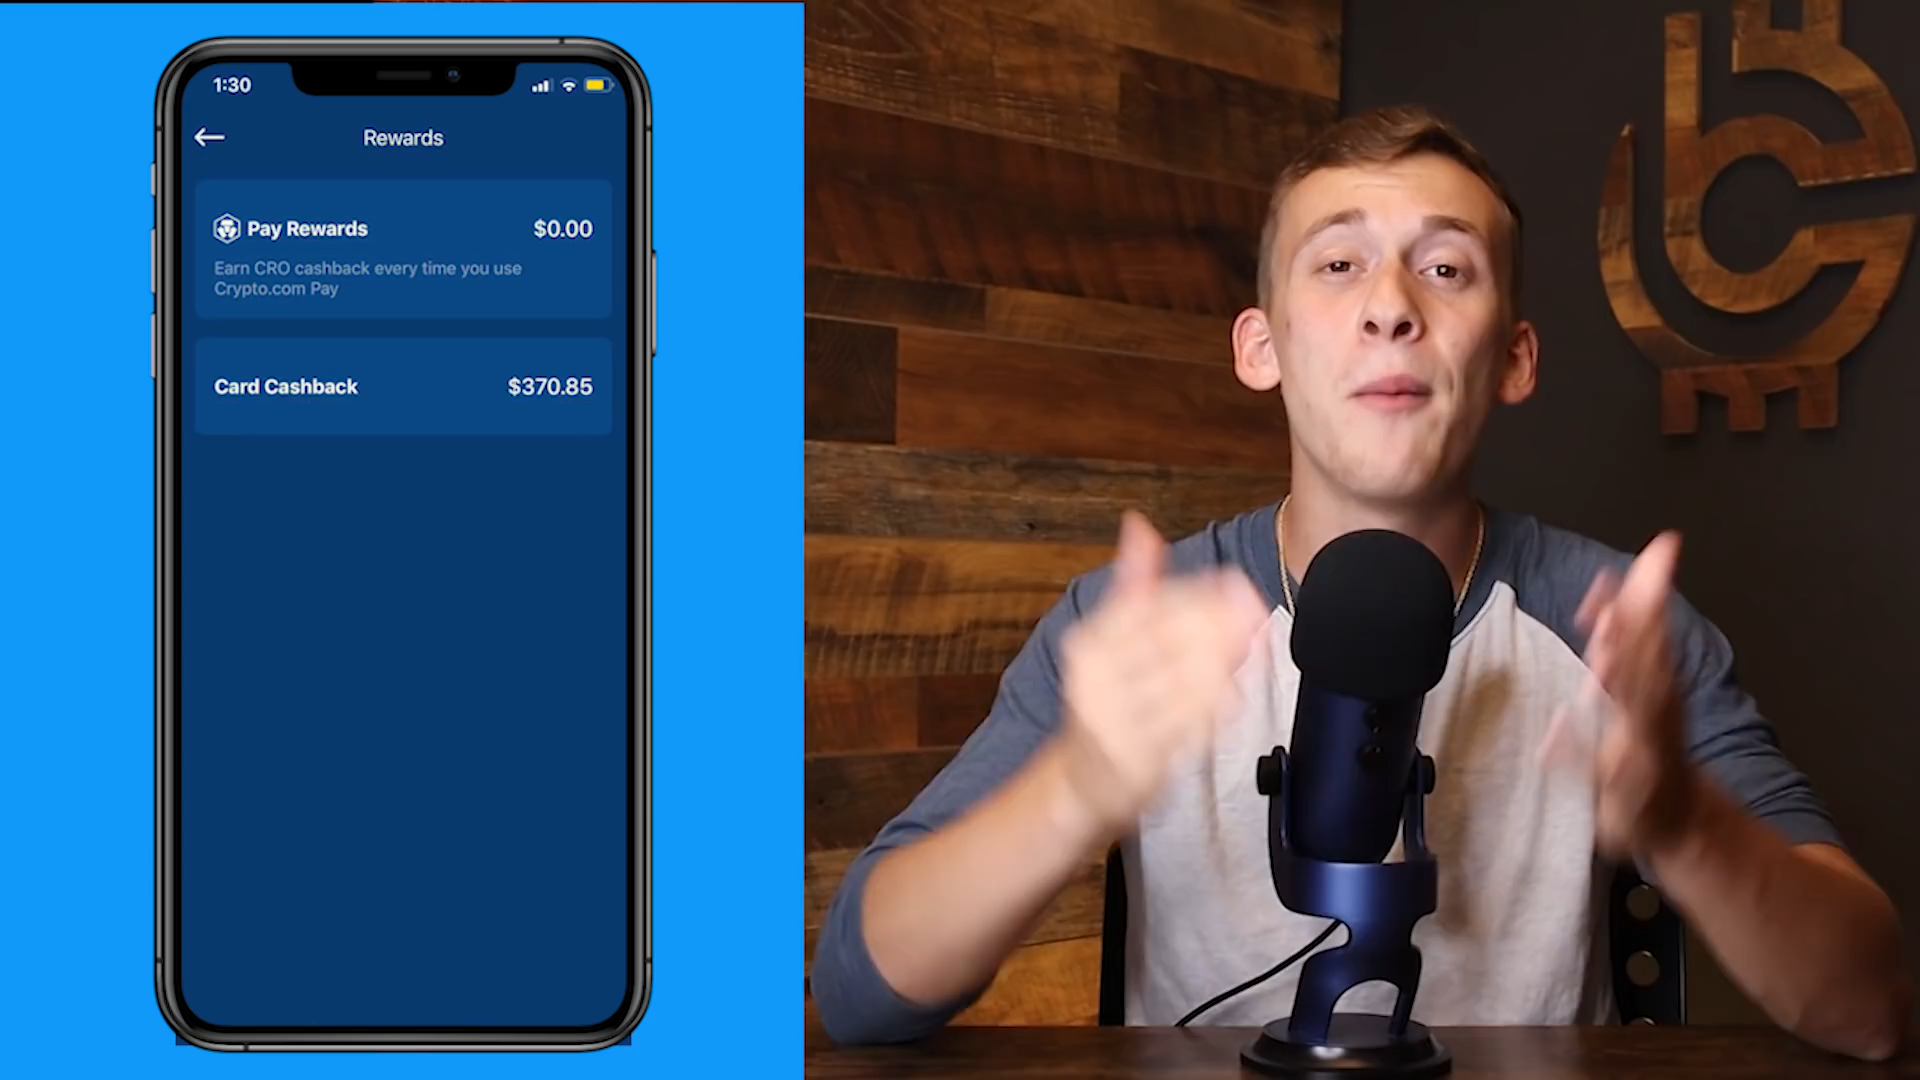 1:30
Rewards
Pay Rewards $0.00
Earn CRO cashback every time you use
Crypto.com Pay
Card Cashback $370.85